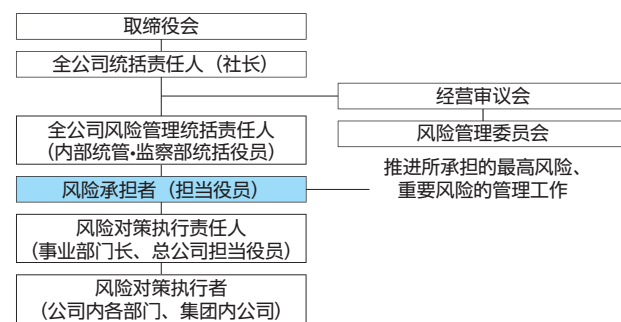 取缔役会
全公司统括责任人（社长）
经营审议会
风险管理委员会
全公司风险管理统括责任人
（内部统管•监察部统括役员）
风险承担者（担当役员）
推进所承担的最高风险、
重要风险的管理工作
风险对策执行责任人
（事业部门长、总公司担当役员）
风险对策执行者
（公司内各部门、集团内公司）